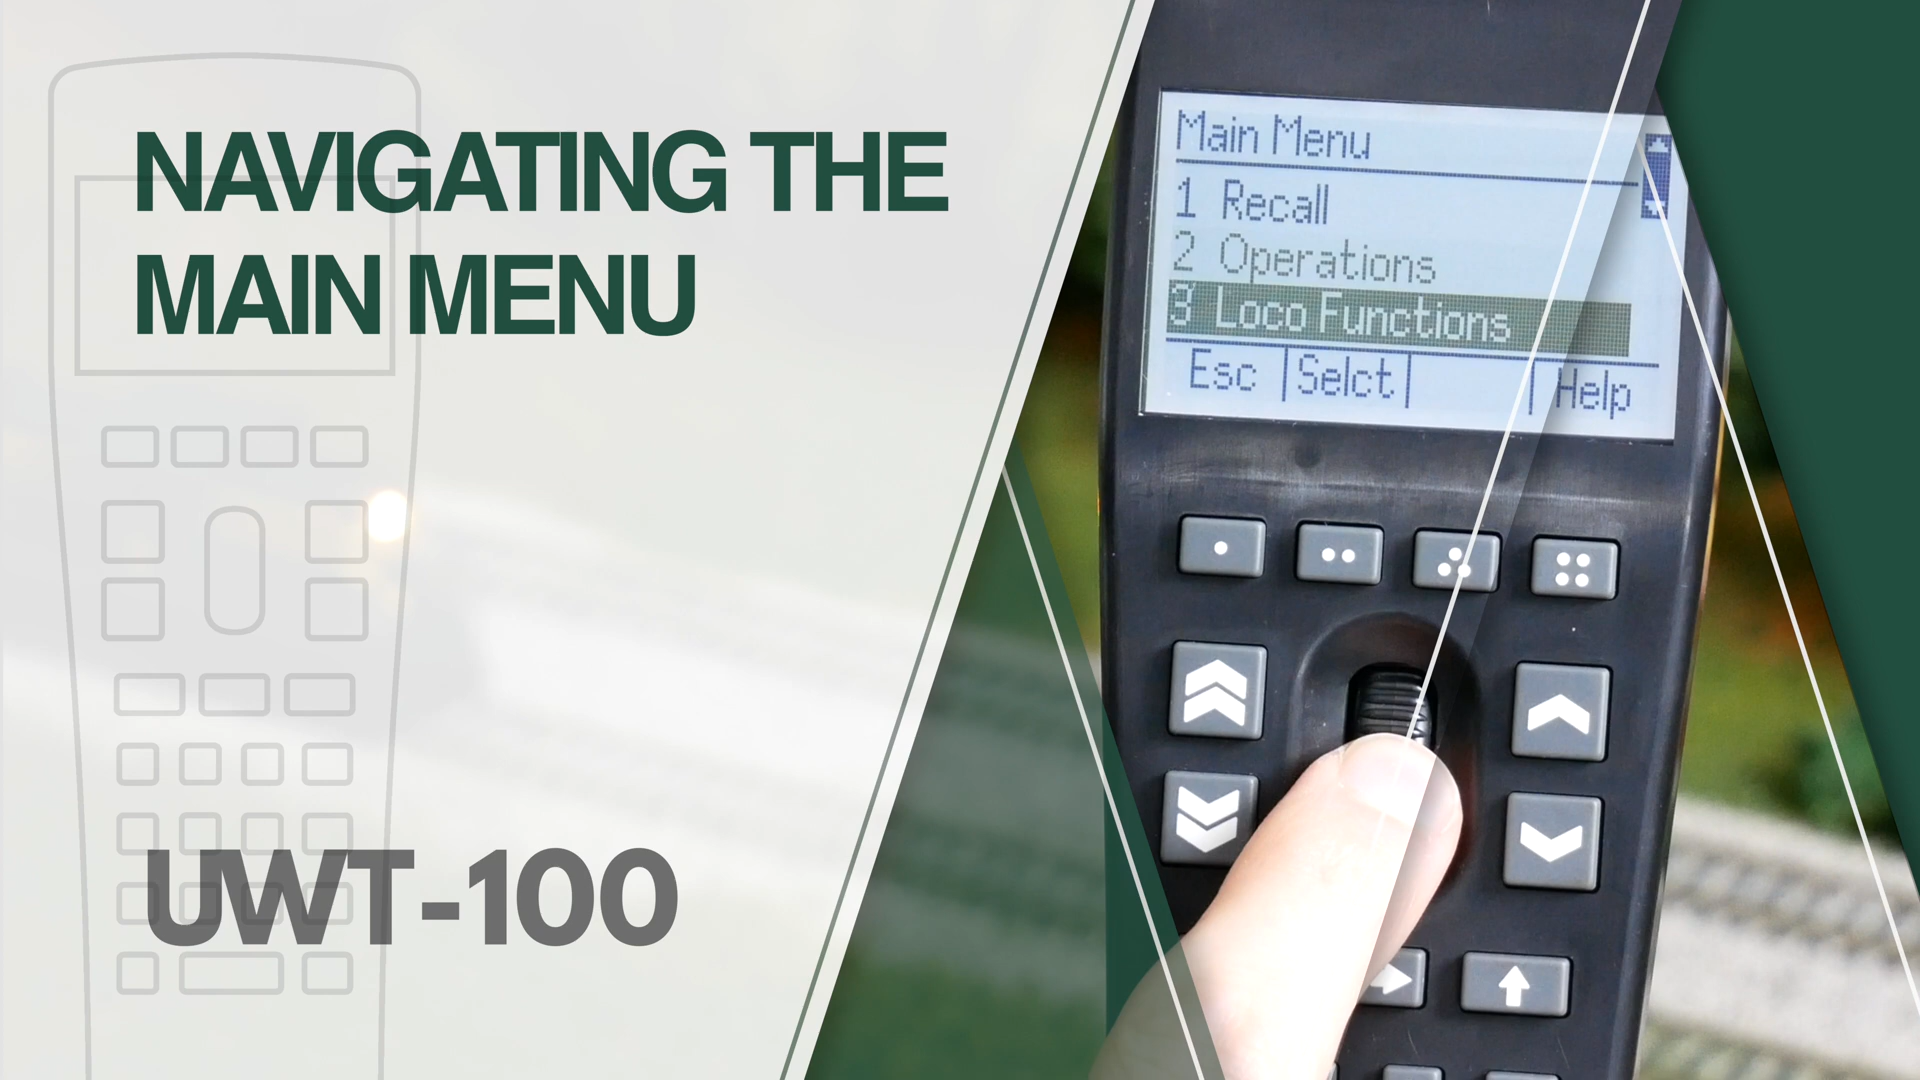 NAVIGATING THE
MAIN MENU
UWT-100
Main Menu
1 Recall
2 Operations
3 Loco Functions
Esc Selct Help